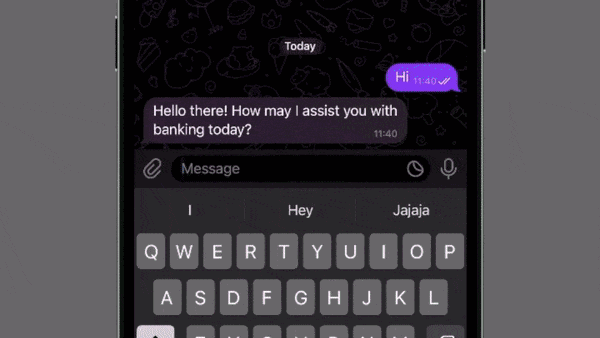 Today
Hi 11:40
Hello there! How may I assist you with
banking today?
11:40
Message
I Hey Jajaja
Q W E R T Y U I O P
A S D F G H J K L